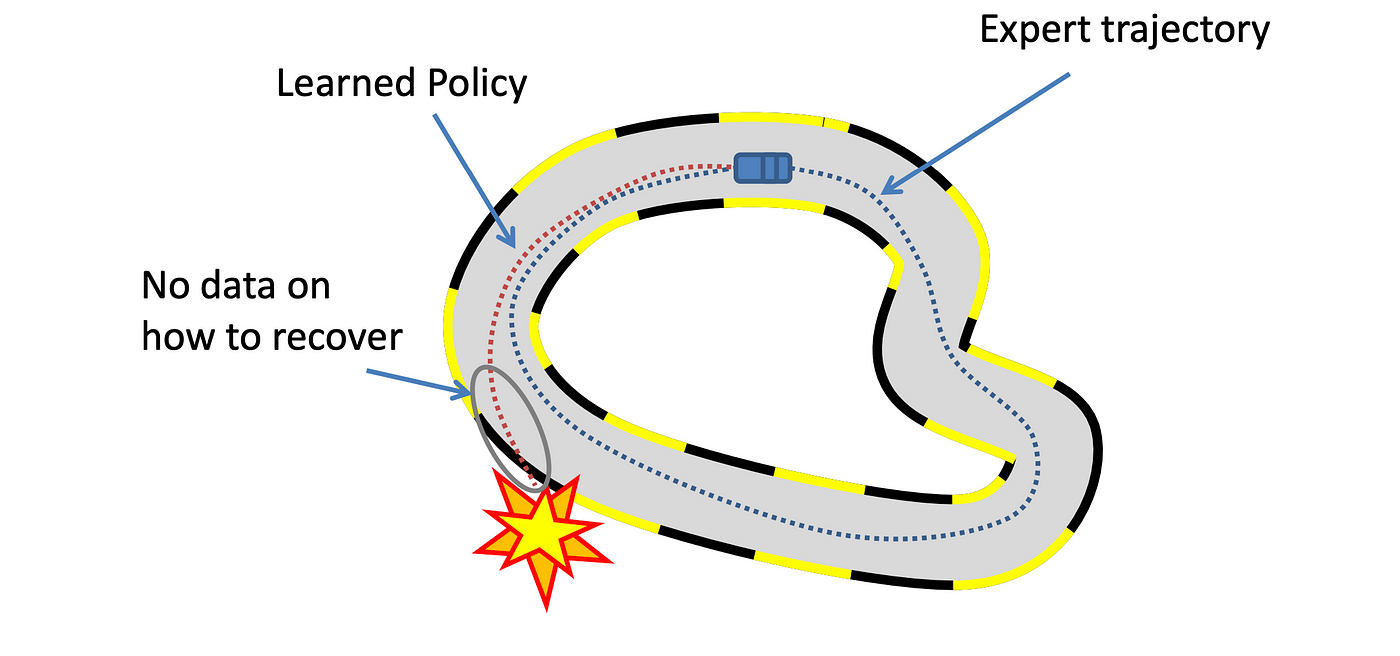 Expert trajectory
Learned Policy
No data on
how to recover